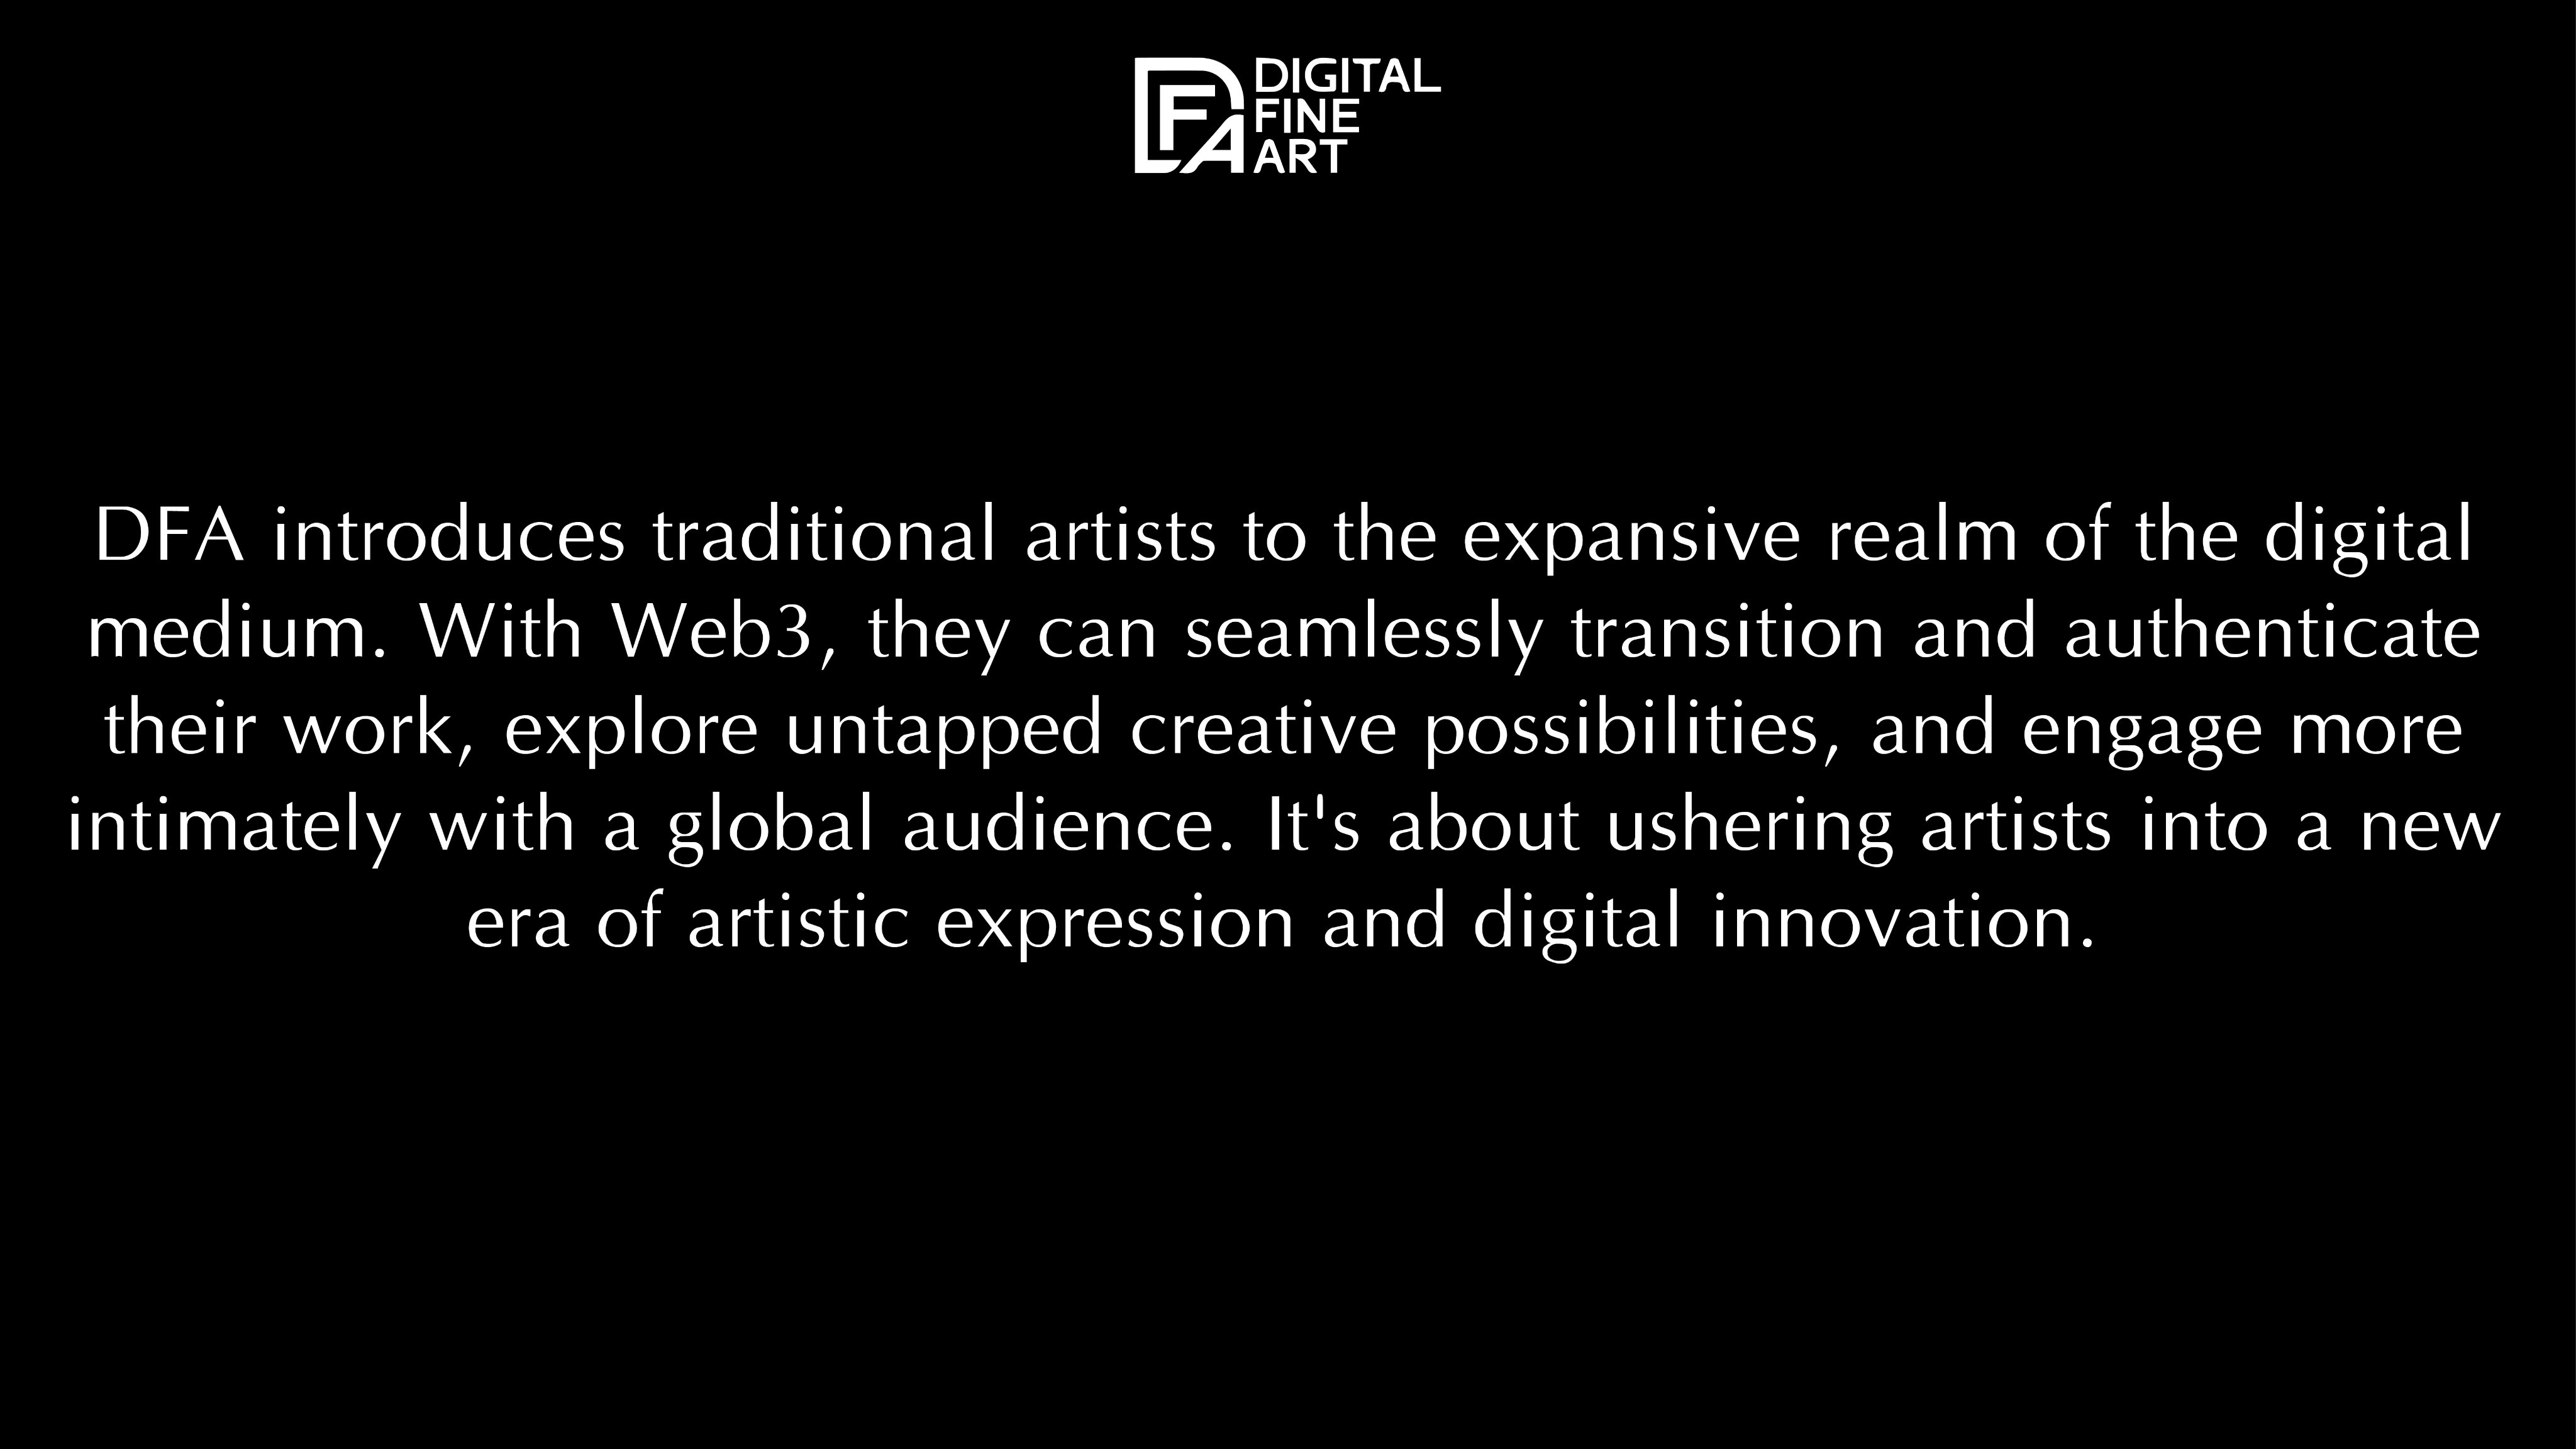 DFA
DIGITAL
FINE
ART
DFA introduces traditional artists to the expansive realm of the digital
medium. With Web3, they can seamlessly transition and authenticate
their work, explore untapped creative possibilities, and engage more
intimately with a global audience. It's about ushering artists into a new
era of artistic expression and digital innovation.